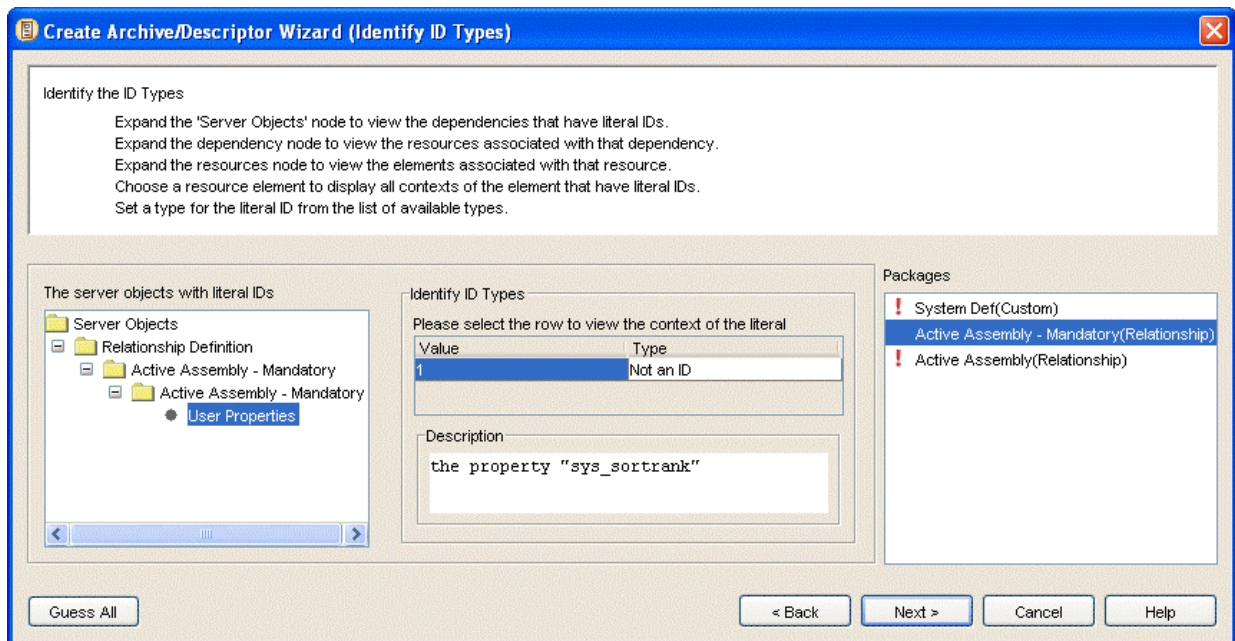 Create Archive/Descriptor Wizard (Identify ID Types)
Identify the ID Types
Expand the 'Server Objects' node to view the dependencies that have literal IDs.
Expand the dependency node to view the resources associated with that dependency.
Expand the resources node to view the elements associated with that resource.
Choose a resource element to display all contexts of the element that have literal IDs.
Set a type for the literal ID from the list of available types.
The server objects with literal IDs
Server Objects
Relationship Definition
Active Assembly - Mandatory
Active Assembly - Mandatory
User Properties
Identify ID Types
Please select the row to view the context of the literal
Value Type
1 Not an ID
Description
the property "sys_sortrank"
Packages
! System Def(Custom)
Active Assembly - Mandatory(Relationship)
! Active Assembly(Relationship)
Guess All
< Back
Next >
Cancel
Help